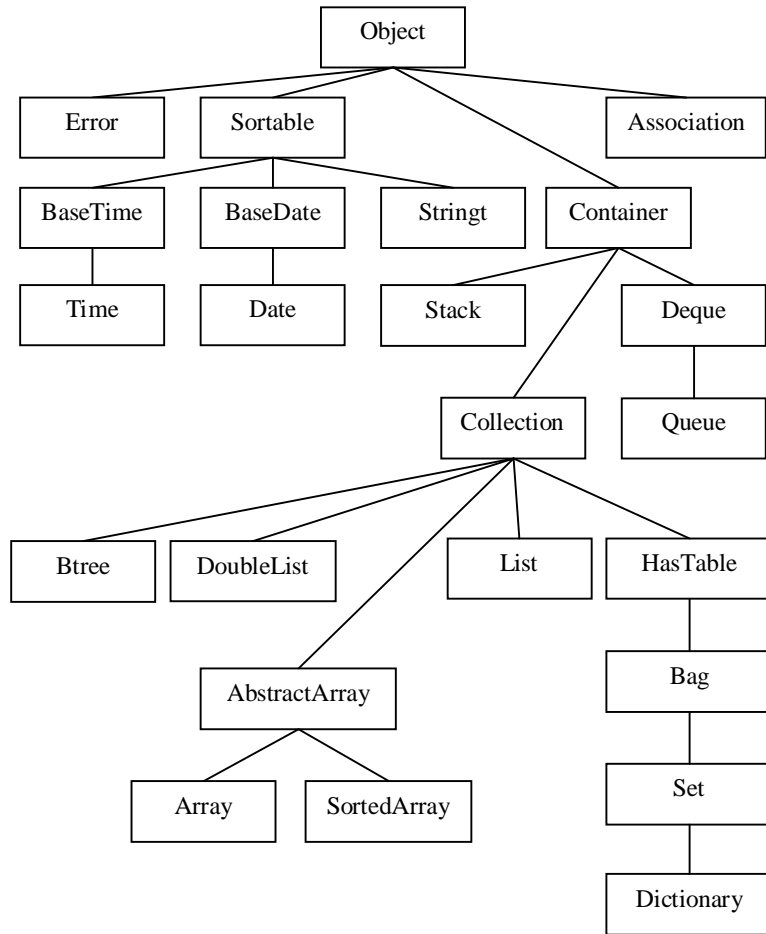 Object
Error
Sortable
Association
BaseTime
BaseDate
Stringt
Container
Time
Date
Stack
Deque
Collection
Queue
Btree
DoubleList
List
HasTable
AbstractArray
Bag
Array
SortedArray
Set
Dictionary